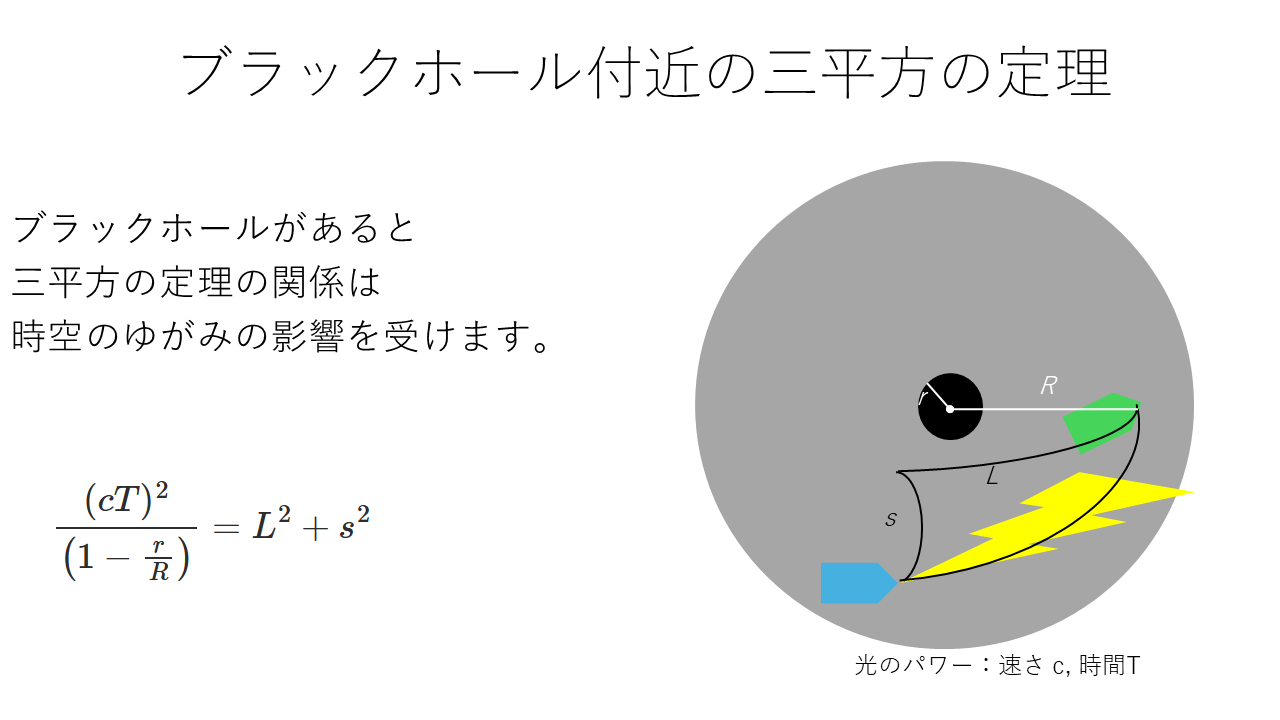 ブラックホール付近の三平方の定理
ブラックホールがあると
三平方の定理の関係は
時空のゆがみの影響を受けます。
(cT)² / (1 − r/R) = L² + s²
r
R
L
s
光のパワー：速さ c, 時間T